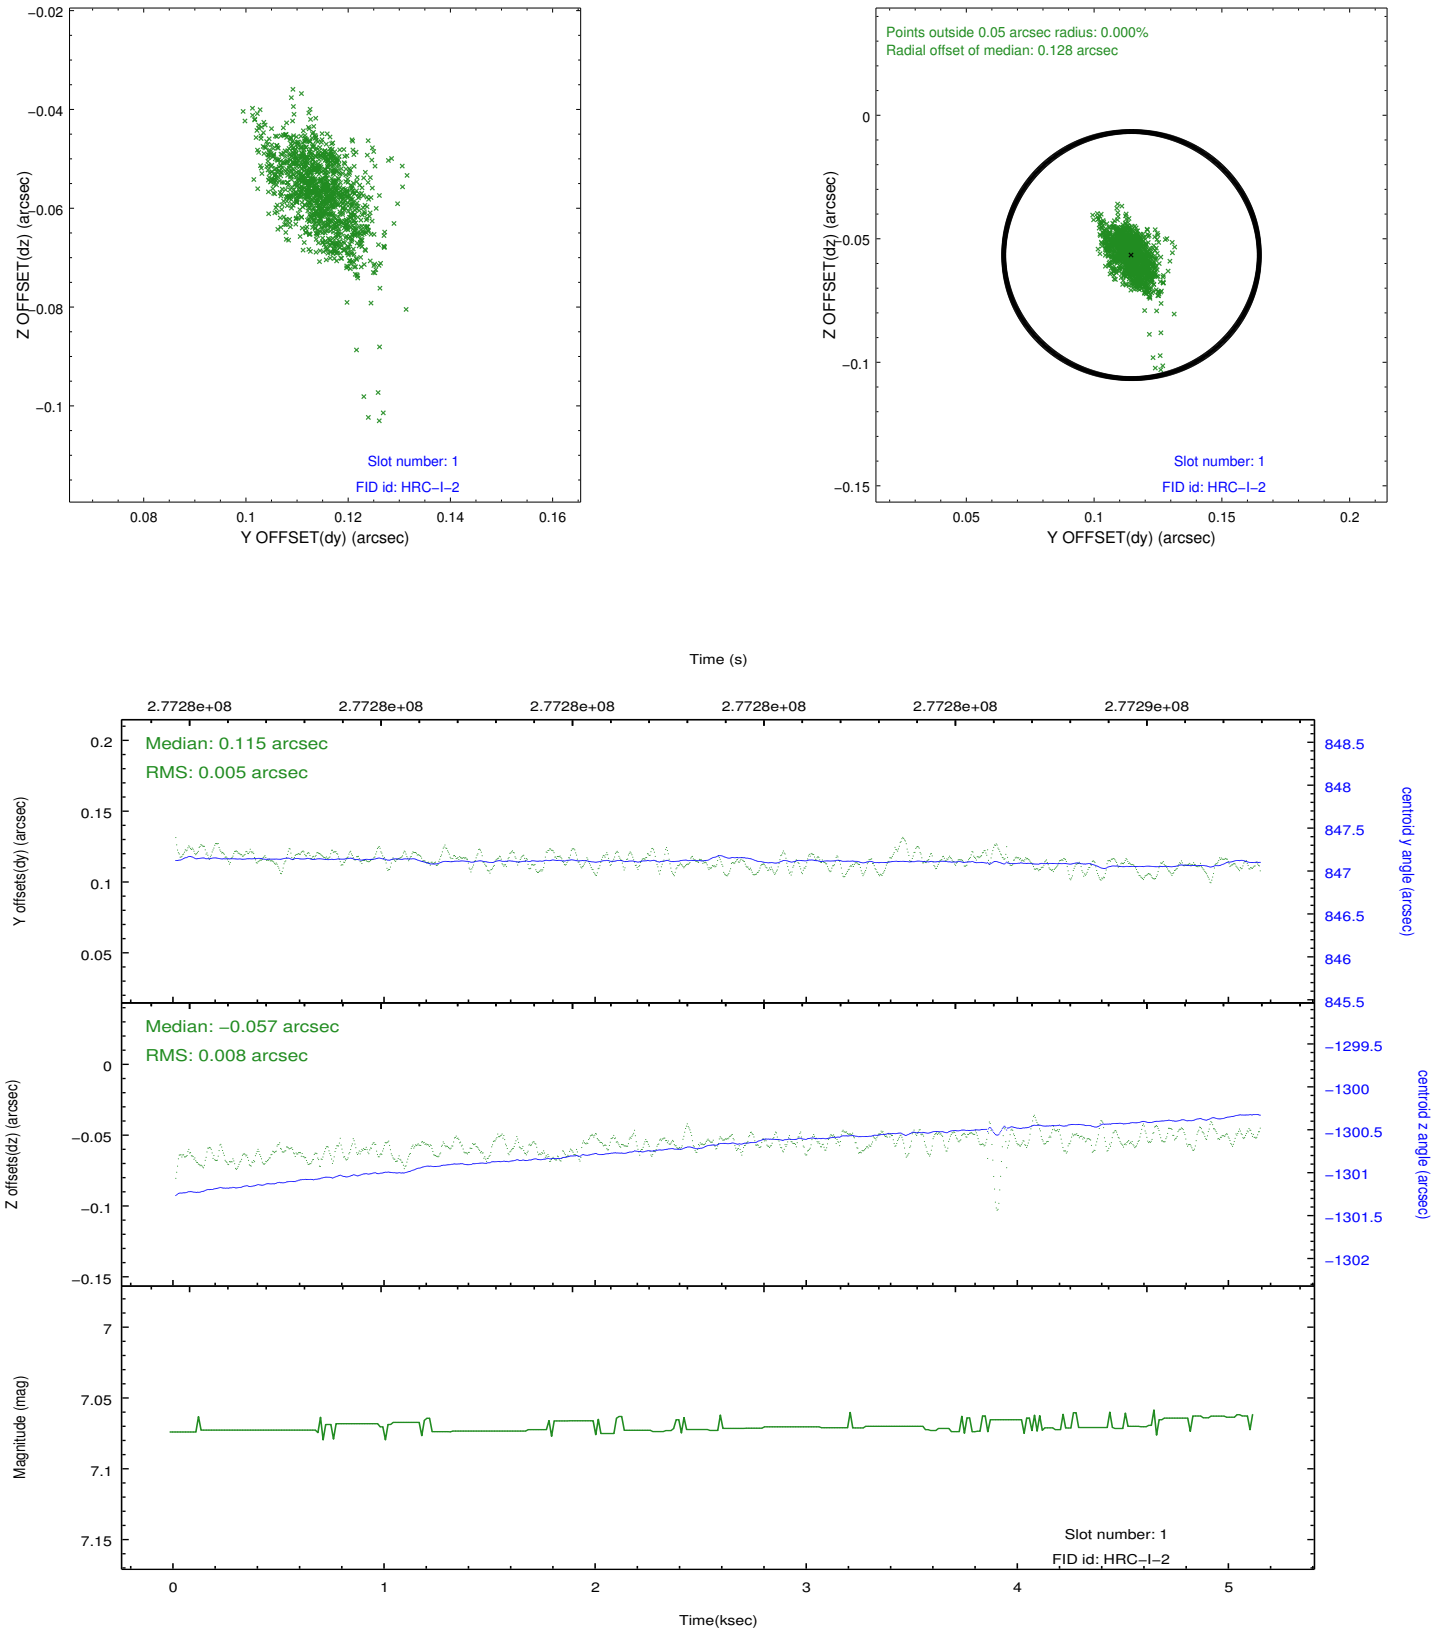 −0.02
−0.04
−0.06
−0.08
−0.1
Z OFFSET(dz) (arcsec)
Slot number: 1
FID id: HRC−I−2
0.08
0.1
0.12
0.14
0.16
Y OFFSET(dy) (arcsec)
Points outside 0.05 arcsec radius: 0.000%
Radial offset of median: 0.128 arcsec
0
−0.05
−0.1
−0.15
Z OFFSET(dz) (arcsec)
Slot number: 1
FID id: HRC−I−2
0.05
0.1
0.15
0.2
Y OFFSET(dy) (arcsec)
Time (s)
2.7728e+08
2.7728e+08
2.7728e+08
2.7728e+08
2.7728e+08
2.7729e+08
Median: 0.115 arcsec
RMS: 0.005 arcsec
0.2
0.15
0.1
0.05
Y offsets(dy) (arcsec)
848.5
848
847.5
847
846.5
846
845.5
centroid y angle (arcsec)
Median: −0.057 arcsec
RMS: 0.008 arcsec
0
−0.05
−0.1
−0.15
Z offsets(dz) (arcsec)
−1299.5
−1300
−1300.5
−1301
−1301.5
−1302
centroid z angle (arcsec)
7
7.05
7.1
7.15
Magnitude (mag)
Slot number: 1
FID id: HRC−I−2
0
1
2
3
4
5
Time(ksec)